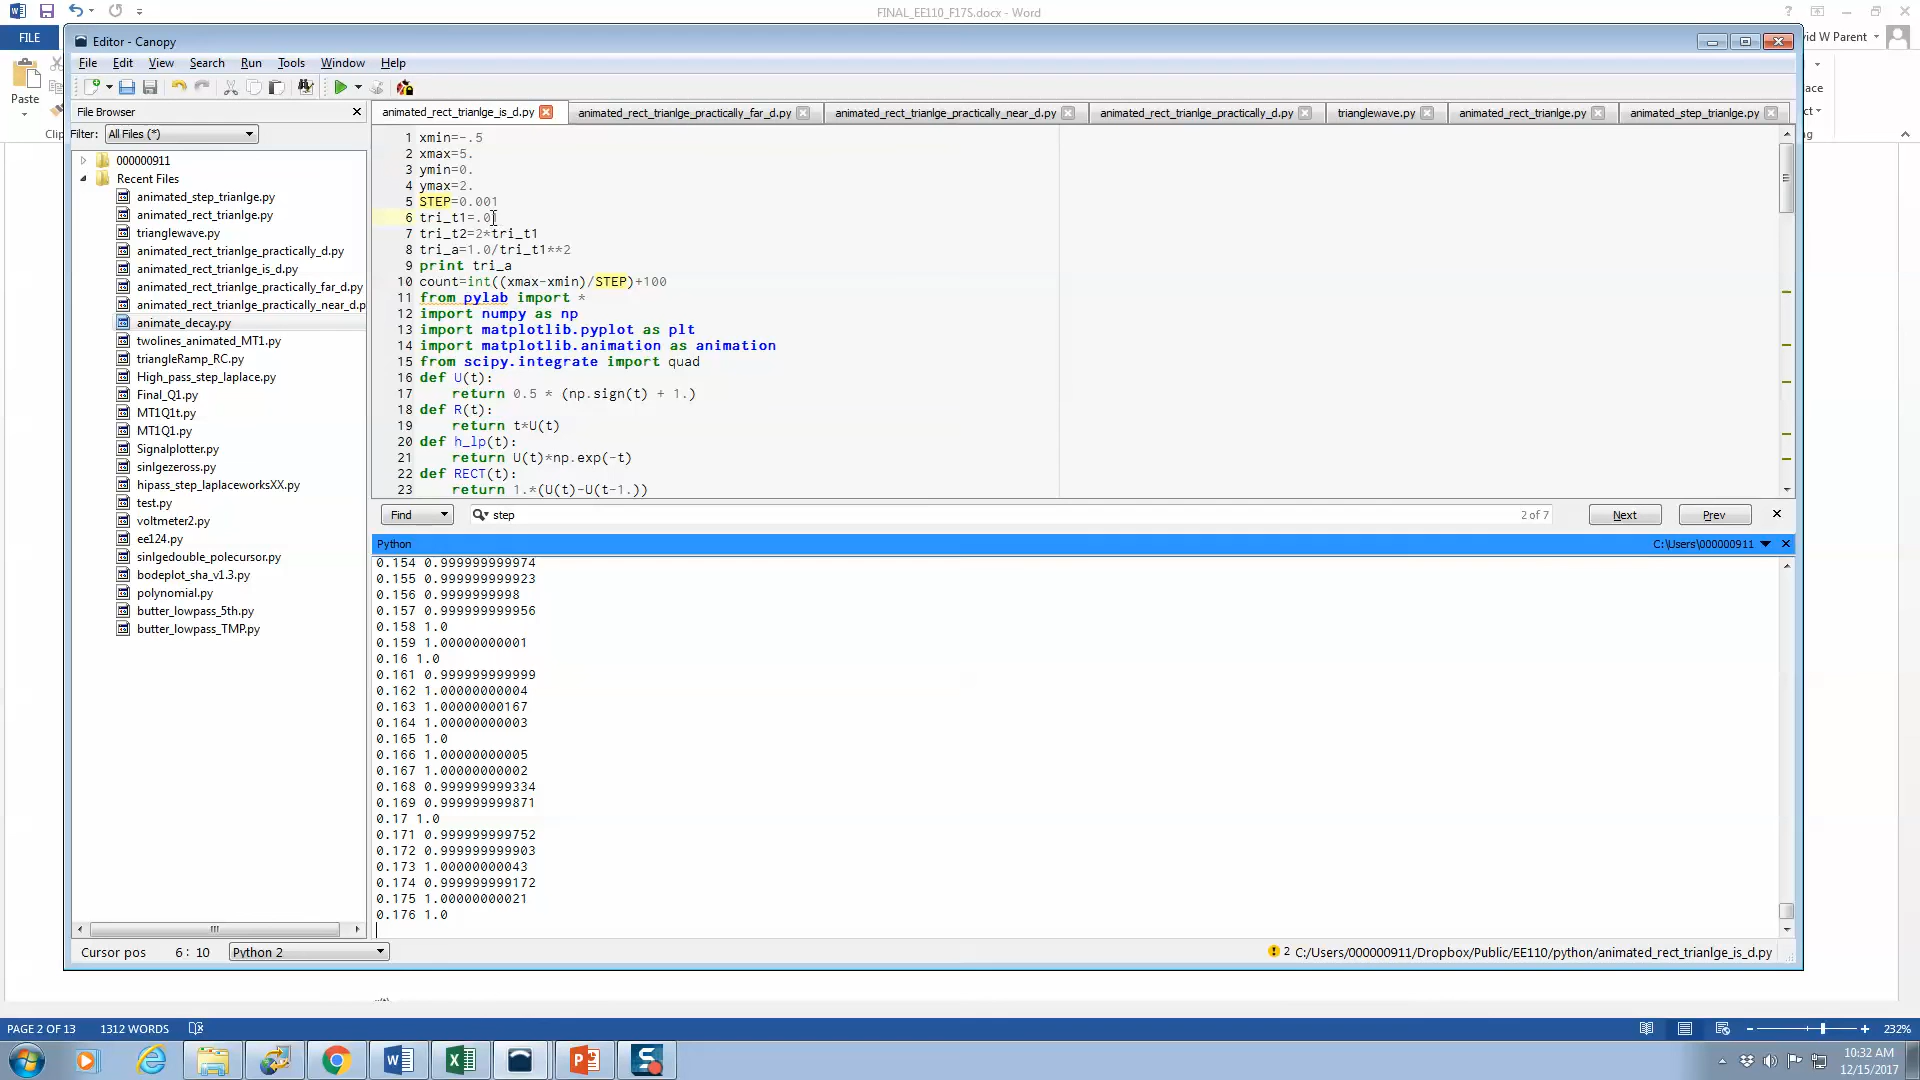 FINAL_EE110_F17S.docx - Word
FILE
vid W Parent
Paste
Clip
Editor - Canopy
File Edit View Search Run Tools Window Help
File Browser
Filter: All Files (*)
000000911
Recent Files
animated_step_trianlge.py
animated_rect_trianlge.py
trianglewave.py
animated_rect_trianlge_practically_d.py
animated_rect_trianlge_is_d.py
animated_rect_trianlge_practically_far_d.py
animated_rect_trianlge_practically_near_d.p
animate_decay.py
twolines_animated_MT1.py
triangleRamp_RC.py
High_pass_step_laplace.py
Final_Q1.py
MT1Q1t.py
MT1Q1.py
Signalplotter.py
sinlgezeross.py
hipass_step_laplaceworksXX.py
test.py
voltmeter2.py
ee124.py
sinlgedouble_polecursor.py
bodeplot_sha_v1.3.py
polynomial.py
butter_lowpass_5th.py
butter_lowpass_TMP.py
animated_rect_trianlge_is_d.py animated_rect_trianlge_practically_far_d.py animated_rect_trianlge_practically_near_d.py animated_rect_trianlge_practically_d.py trianglewave.py animated_rect_trianlge.py animated_step_trianlge.py
1 xmin=-.5
2 xmax=5.
3 ymin=0.
4 ymax=2.
5 STEP=0.001
6 tri_t1=.01
7 tri_t2=2*tri_t1
8 tri_a=1.0/tri_t1**2
9 print tri_a
10 count=int((xmax-xmin)/STEP)+100
11 from pylab import *
12 import numpy as np
13 import matplotlib.pyplot as plt
14 import matplotlib.animation as animation
15 from scipy.integrate import quad
16 def U(t):
17 return 0.5 * (np.sign(t) + 1.)
18 def R(t):
19 return t*U(t)
20 def h_lp(t):
21 return U(t)*np.exp(-t)
22 def RECT(t):
23 return 1.*(U(t)-U(t-1.))
Find step 2 of 7 Next Prev
Python C:\Users\000000911
0.154 0.999999999974
0.155 0.999999999923
0.156 0.9999999998
0.157 0.999999999956
0.158 1.0
0.159 1.00000000001
0.16 1.0
0.161 0.999999999999
0.162 1.00000000004
0.163 1.00000000167
0.164 1.00000000003
0.165 1.0
0.166 1.00000000005
0.167 1.00000000002
0.168 0.999999999334
0.169 0.999999999871
0.17 1.0
0.171 0.999999999752
0.172 0.999999999903
0.173 1.00000000043
0.174 0.999999999172
0.175 1.00000000021
0.176 1.0
Cursor pos 6: 10 Python 2
2 C:/Users/000000911/Dropbox/Public/EE110/python/animated_rect_trianlge_is_d.py
PAGE 2 OF 13 1312 WORDS
232%
10:32 AM
12/15/2017